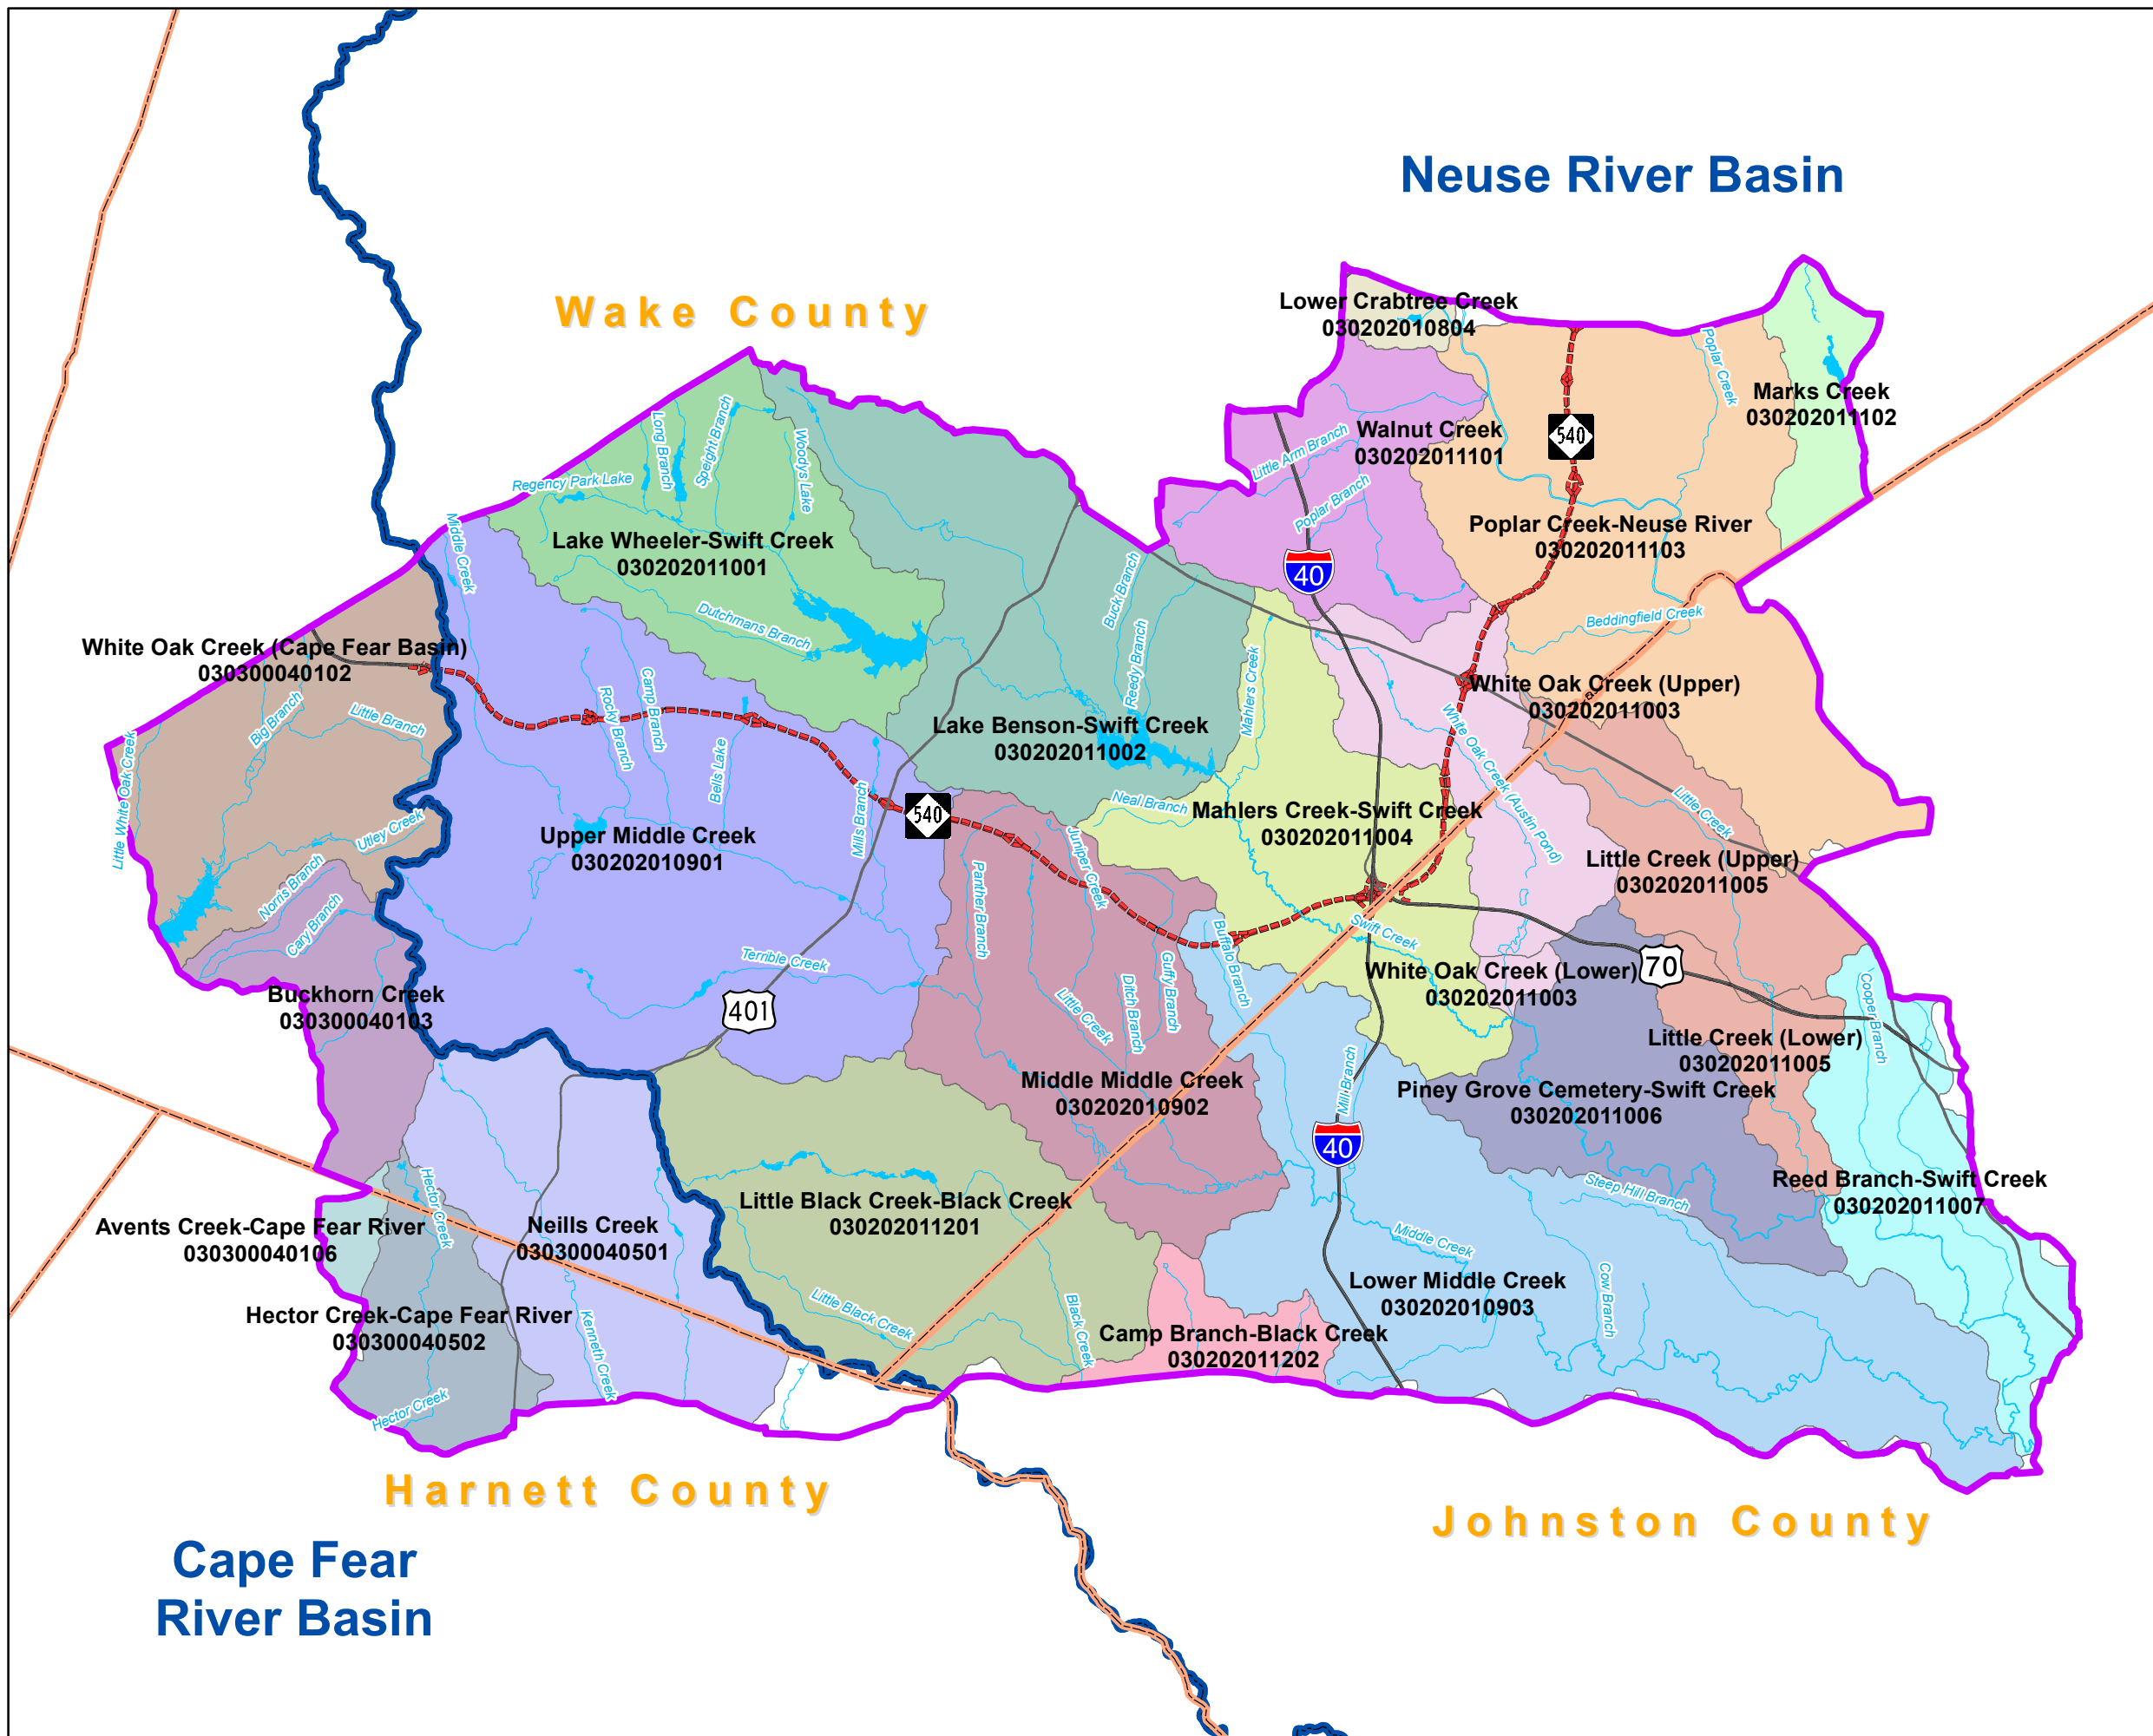 Neuse River Basin
Wake County
Lower Crabtree Creek
030202010804
Poplar Creek
Marks Creek
030202011102
Long Branch
Speight Branch
Woodys Lake
Regency Park Lake
Little Arm Branch
Walnut Creek
030202011101
540
Poplar Branch
Middle Creek
Lake Wheeler-Swift Creek
030202011001
Poplar Creek-Neuse River
030202011103
40
Buck Branch
Dutchmans Branch
Beddingfield Creek
White Oak Creek (Cape Fear Basin)
030300040102
Reedy Branch
Mahlers Creek
Camp Branch
Rocky Branch
White Oak Creek (Upper)
030202011003
Big Branch
Little Branch
Lake Benson-Swift Creek
030202011002
White Oak Creek (Austin Pond)
Bells Lake
Little White Oak Creek
Neal Branch
Mahlers Creek-Swift Creek
030202011004
Little Creek
Mills Branch
540
Utley Creek
Upper Middle Creek
030202010901
Juniper Creek
Little Creek (Upper)
030202011005
Norris Branch
Cary Branch
Panther Branch
Swift Creek
Buffalo Branch
Terrible Creek
Guffy Branch
Ditch Branch
White Oak Creek (Lower)
030202011003
70
Buckhorn Creek
030300040103
401
Little Creek
Cooper Branch
Little Creek (Lower)
030202011005
Middle Middle Creek
030202010902
Mill Branch
Piney Grove Cemetery-Swift Creek
030202011006
40
Hector Creek
Little Black Creek-Black Creek
030202011201
Steep Hill Branch
Reed Branch-Swift Creek
030202011007
Avents Creek-Cape Fear River
030300040106
Neills Creek
030300040501
Middle Creek
Lower Middle Creek
030202010903
Cow Branch
Little Black Creek
Black Creek
Hector Creek-Cape Fear River
030300040502
Kenneth Creek
Camp Branch-Black Creek
030202011202
Hector Creek
Harnett County
Johnston County
Cape Fear
River Basin